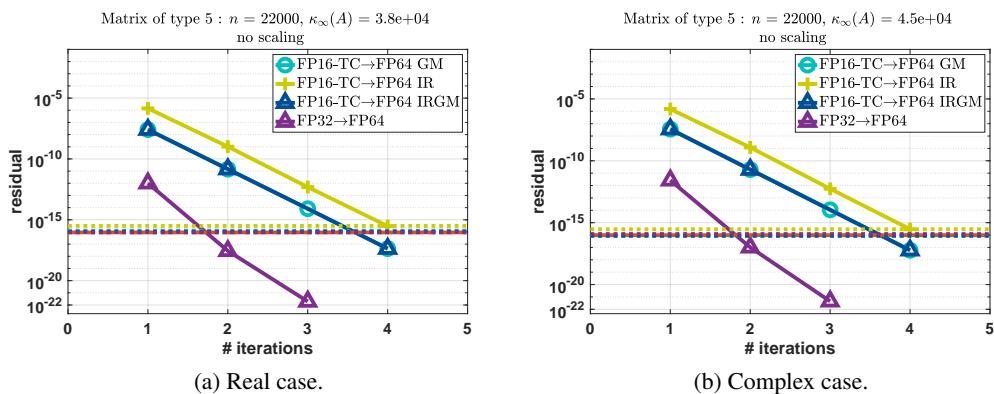 Matrix of type 5 : n = 22000, κ∞(A) = 3.8e+04
no scaling
FP16-TC→FP64 GM
FP16-TC→FP64 IR
FP16-TC→FP64 IRGM
FP32→FP64
residual
10^-5
10^-10
10^-15
10^-20
10^-22
0 1 2 3 4 5
# iterations
(a) Real case.
Matrix of type 5 : n = 22000, κ∞(A) = 4.5e+04
no scaling
FP16-TC→FP64 GM
FP16-TC→FP64 IR
FP16-TC→FP64 IRGM
FP32→FP64
residual
10^-5
10^-10
10^-15
10^-20
10^-22
0 1 2 3 4 5
# iterations
(b) Complex case.